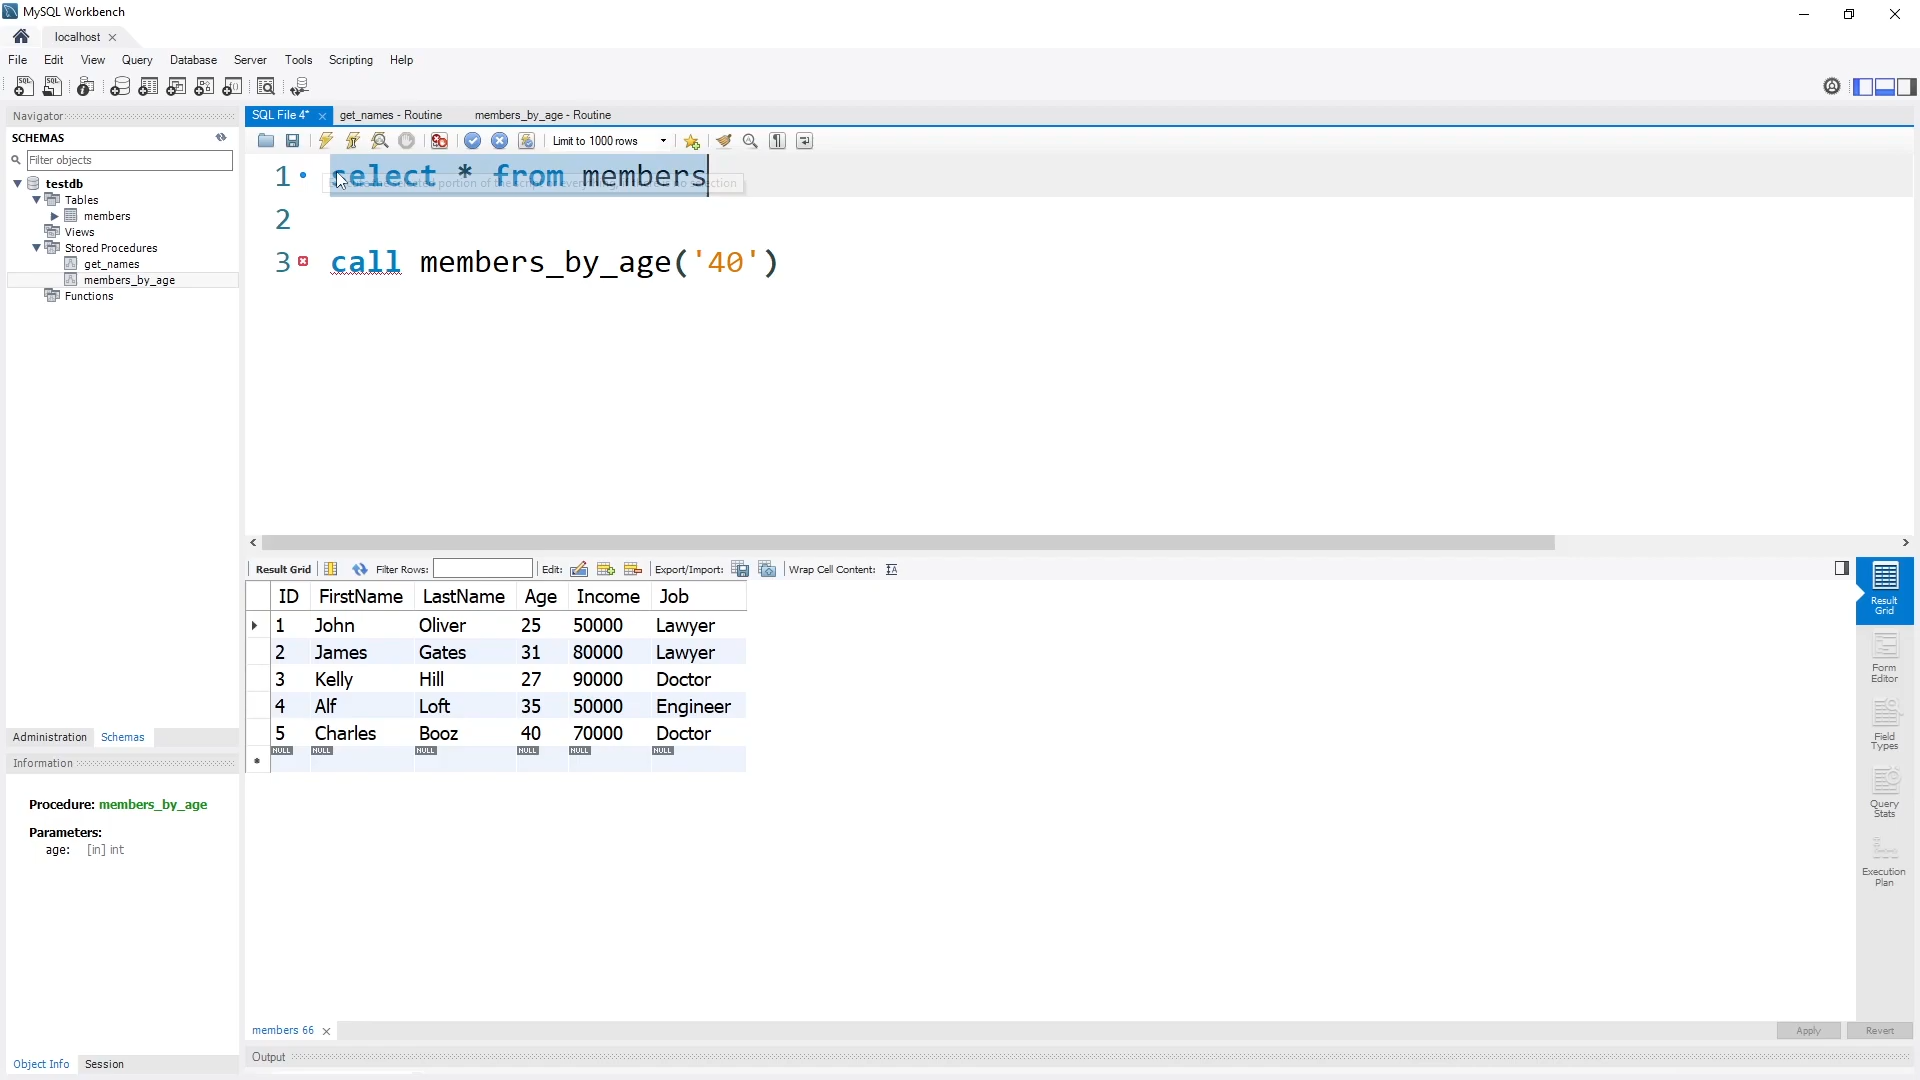 MySQL Workbench
localhost
File Edit View Query Database Server Tools Scripting Help
Navigator
SCHEMAS
Filter objects
testdb
Tables
members
Views
Stored Procedures
get_names
members_by_age
Functions
Administration Schemas
Information
Procedure: members_by_age
Parameters:
age: [in] int
Object Info Session
SQL File 4* get_names - Routine members_by_age - Routine
Limit to 1000 rows
1 select * from members
2
3 call members_by_age('40')
Result Grid Filter Rows: Edit: Export/Import: Wrap Cell Content:
ID FirstName LastName Age Income Job
1 John Oliver 25 50000 Lawyer
2 James Gates 31 80000 Lawyer
3 Kelly Hill 27 90000 Doctor
4 Alf Loft 35 50000 Engineer
5 Charles Booz 40 70000 Doctor
NULL NULL NULL NULL NULL NULL
Result
Grid
Form
Editor
Field
Types
Query
Stats
Execution
Plan
members 66
Apply Revert
Output